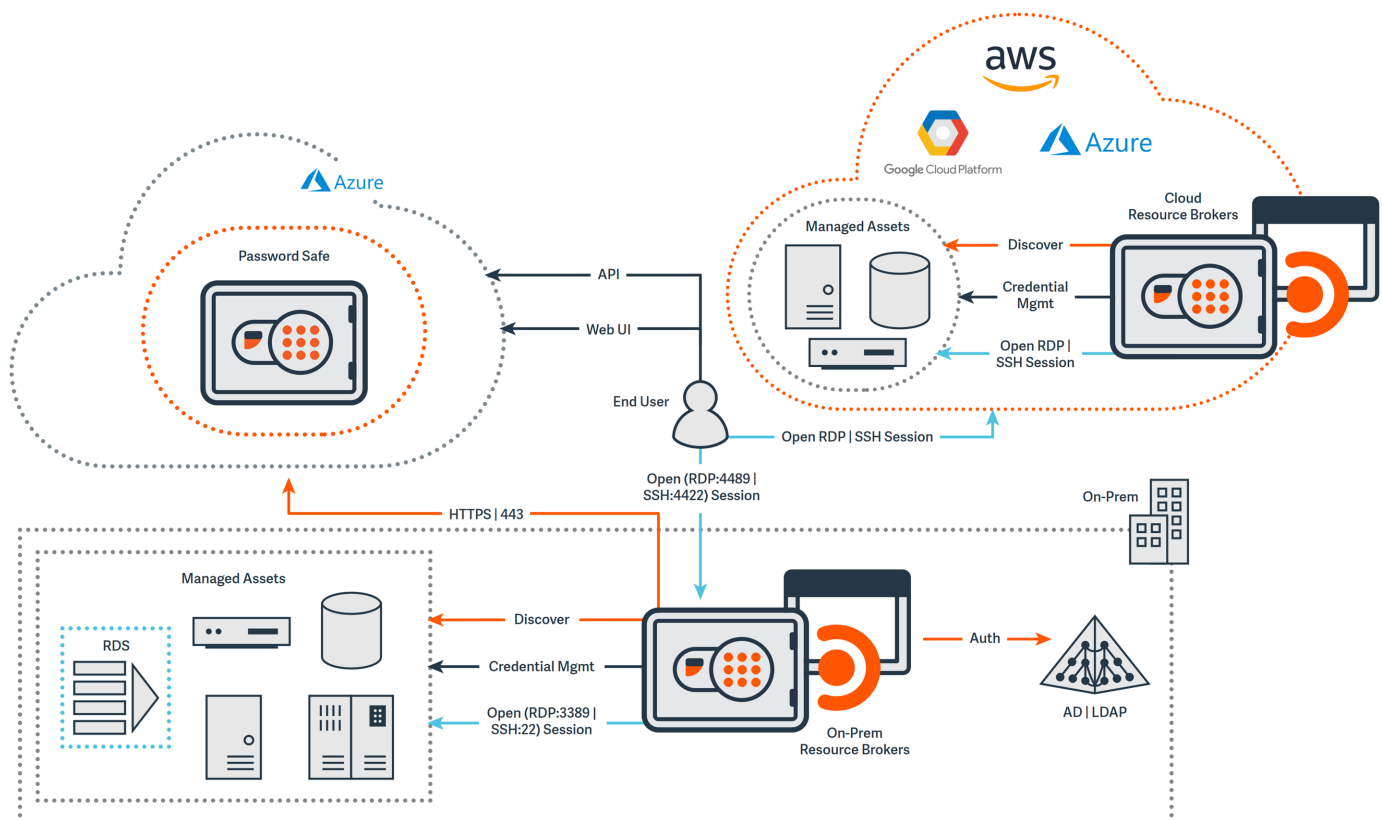 aws
Google Cloud Platform
Azure
Azure
Cloud
Resource Brokers
Managed Assets
Discover
Credential
Mgmt
Open RDP |
SSH Session
Password Safe
API
Web UI
End User
Open RDP | SSH Session
Open (RDP:4489 |
SSH:4422) Session
On-Prem
HTTPS | 443
Managed Assets
RDS
Discover
Credential Mgmt
Open (RDP:3389 |
SSH:22) Session
Auth
AD | LDAP
On-Prem
Resource Brokers